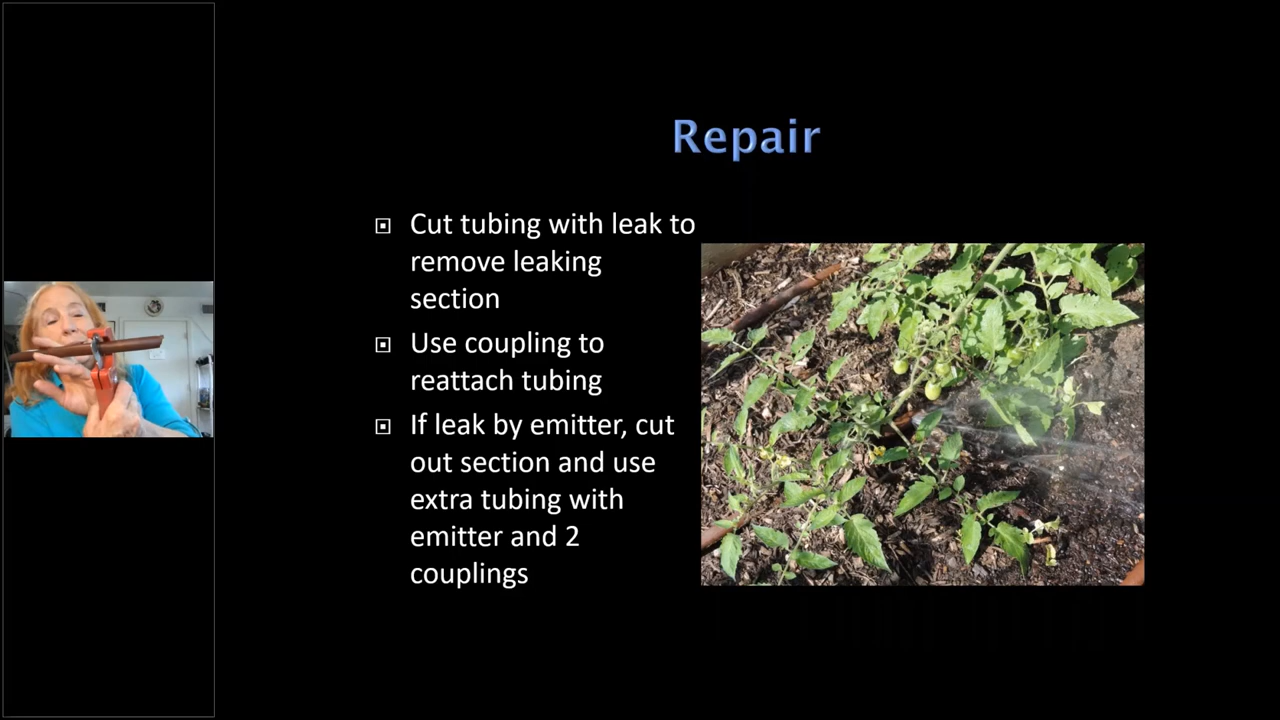 Repair
Cut tubing with leak to
remove leaking
section
Use coupling to
reattach tubing
If leak by emitter, cut
out section and use
extra tubing with
emitter and 2
couplings